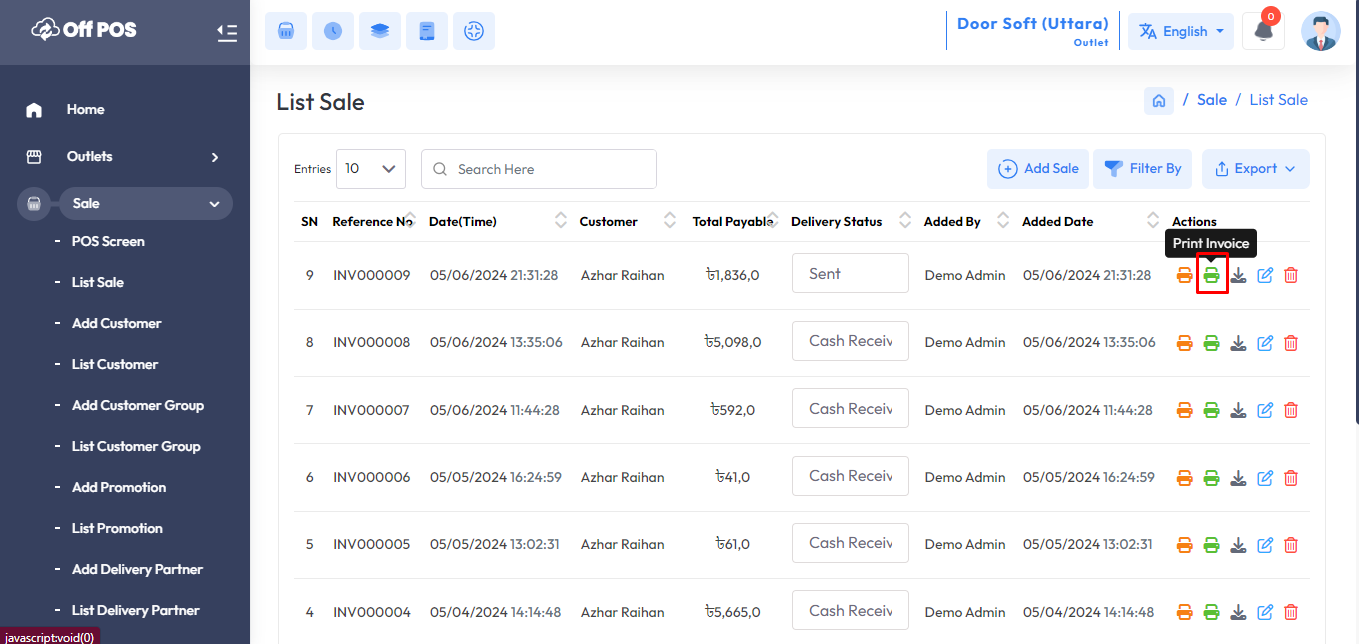 Off POS
Door Soft (Uttara)
Outlet
English
0
Home
Outlets
Sale
- POS Screen
- List Sale
- Add Customer
- List Customer
- Add Customer Group
- List Customer Group
- Add Promotion
- List Promotion
- Add Delivery Partner
- List Delivery Partner
javascript:void(0)
List Sale
/ Sale / List Sale
Entries 10 Search Here Add Sale Filter By Export
SN Reference No Date(Time) Customer Total Payable Delivery Status Added By Added Date Actions
Print Invoice
9 INV000009 05/06/2024 21:31:28 Azhar Raihan ৳1,836,0 Sent Demo Admin 05/06/2024 21:31:28
8 INV000008 05/06/2024 13:35:06 Azhar Raihan ৳5,098,0 Cash Receiv Demo Admin 05/06/2024 13:35:06
7 INV000007 05/06/2024 11:44:28 Azhar Raihan ৳592,0 Cash Receiv Demo Admin 05/06/2024 11:44:28
6 INV000006 05/05/2024 16:24:59 Azhar Raihan ৳41,0 Cash Receiv Demo Admin 05/05/2024 16:24:59
5 INV000005 05/05/2024 13:02:31 Azhar Raihan ৳61,0 Cash Receiv Demo Admin 05/05/2024 13:02:31
4 INV000004 05/04/2024 14:14:48 Azhar Raihan ৳5,665,0 Cash Receiv Demo Admin 05/04/2024 14:14:48